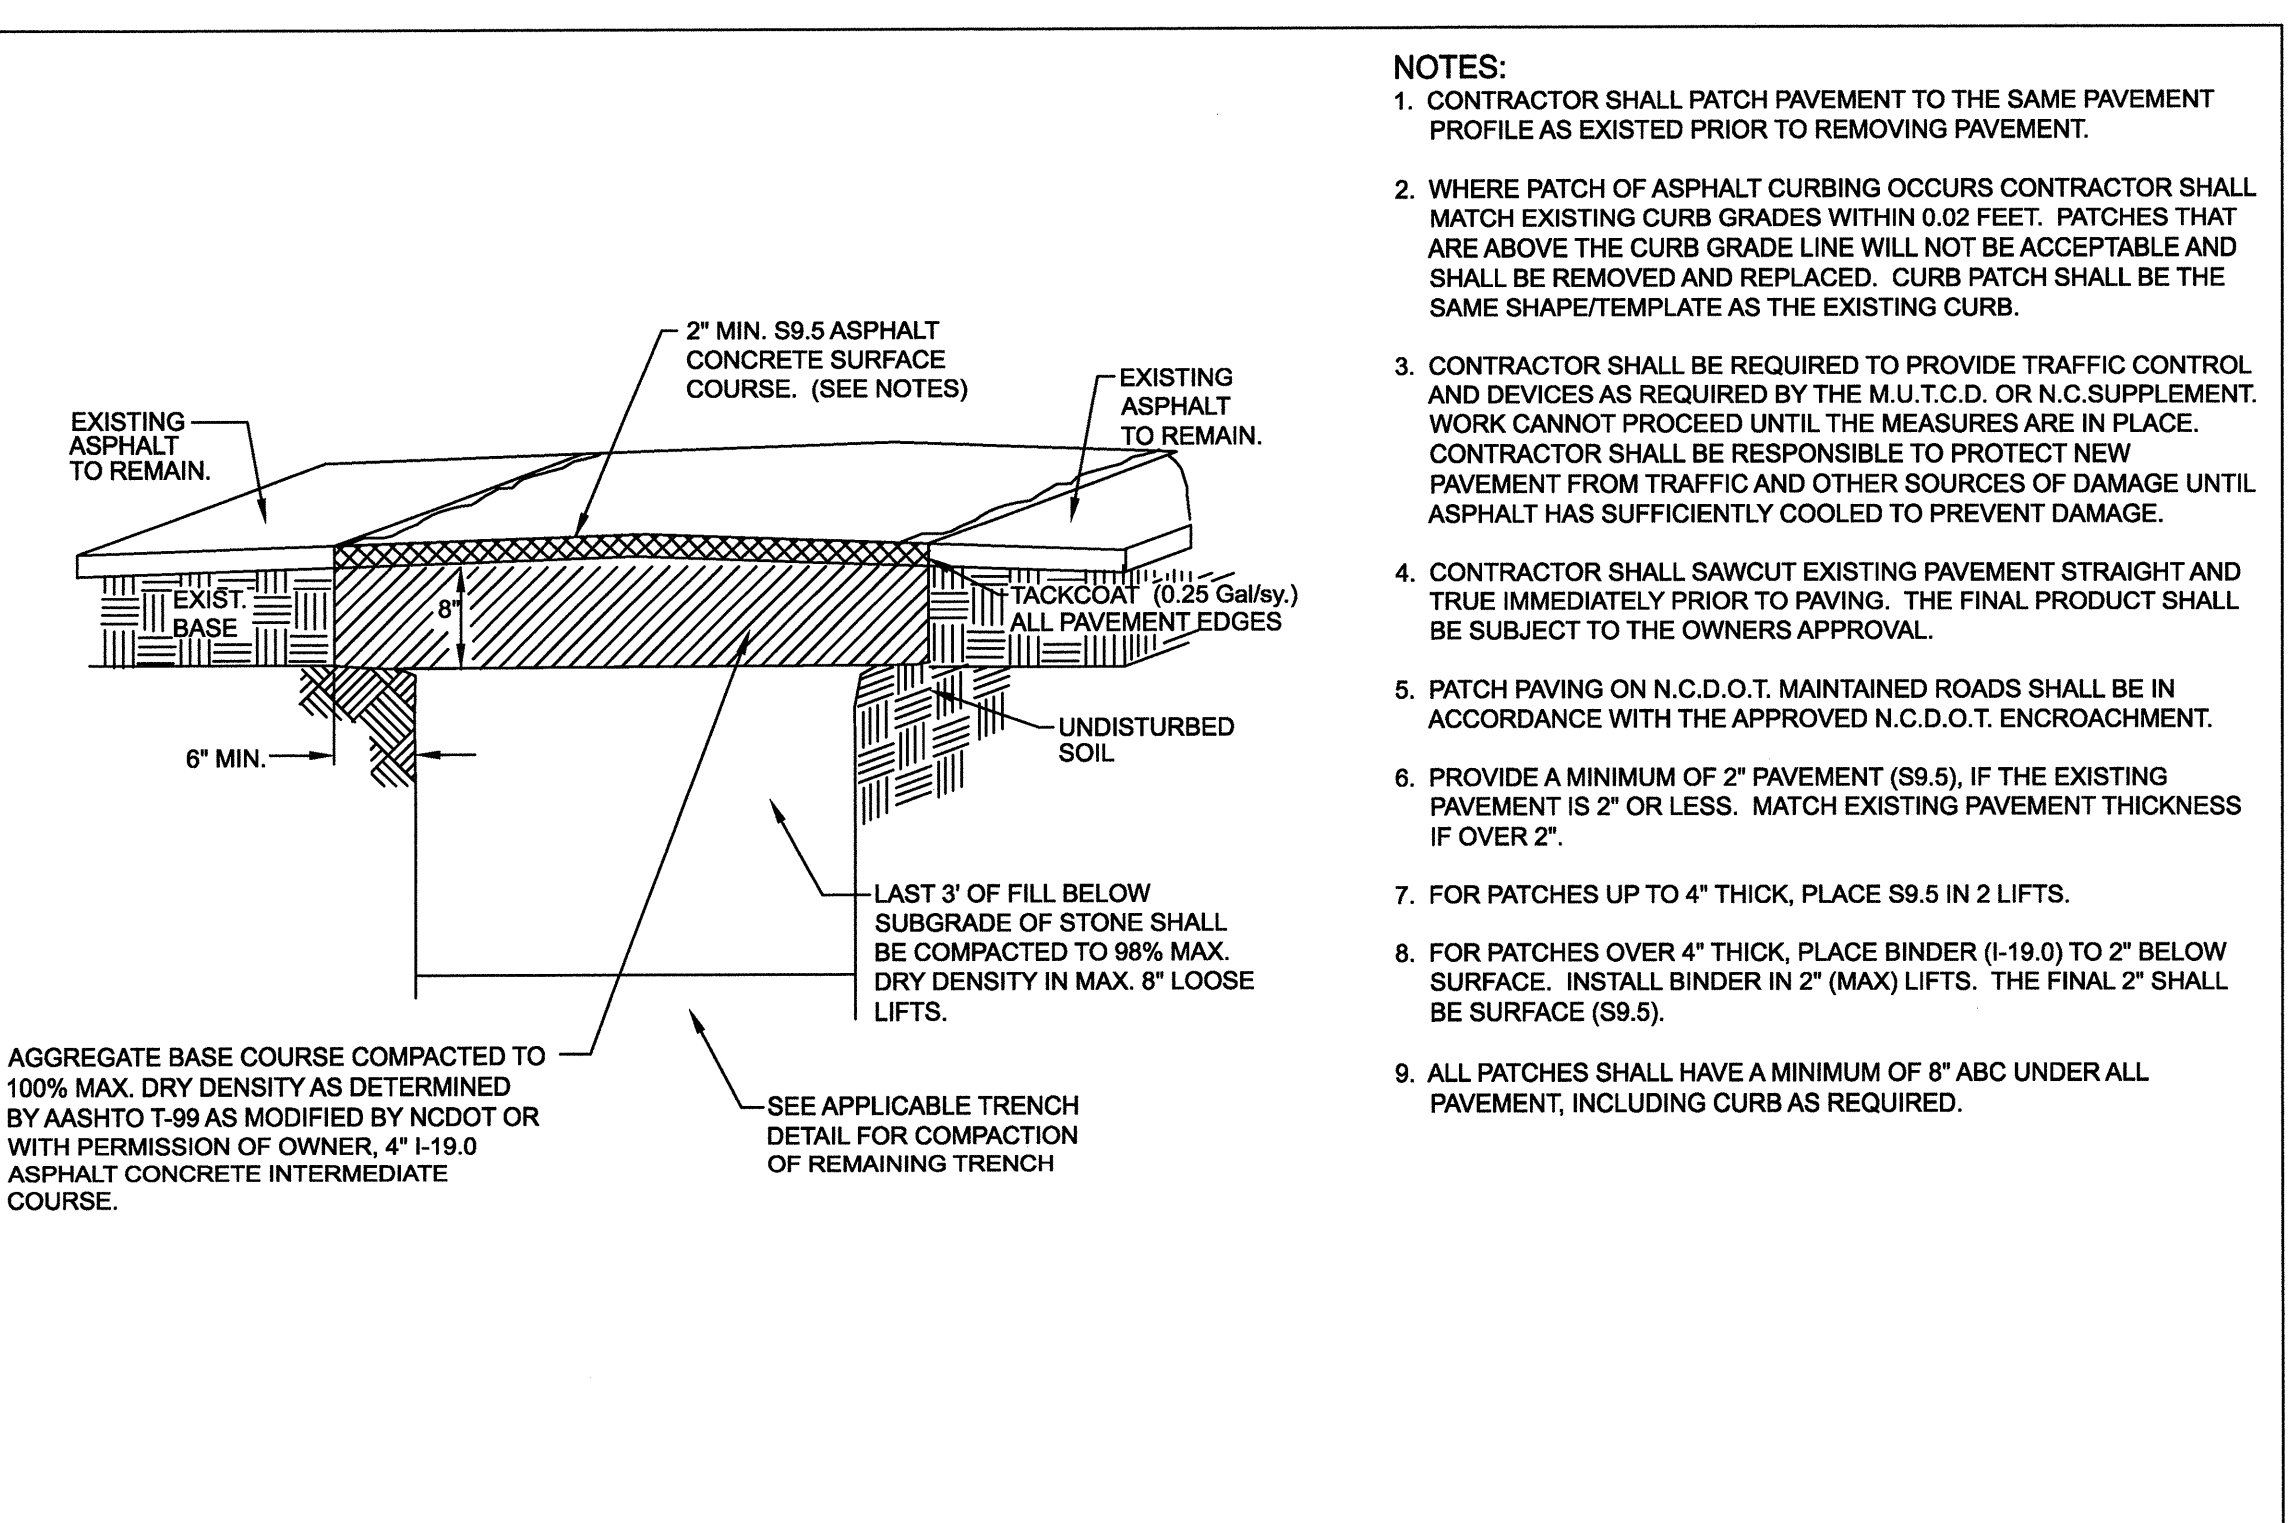 2" MIN. S9.5 ASPHALT
CONCRETE SURFACE
COURSE. (SEE NOTES)
EXISTING
ASPHALT
TO REMAIN.
EXISTING
ASPHALT
TO REMAIN.
EXIST.
BASE
8"
TACKCOAT (0.25 Gal/sy.)
ALL PAVEMENT EDGES
6" MIN.
UNDISTURBED
SOIL
LAST 3' OF FILL BELOW
SUBGRADE OF STONE SHALL
BE COMPACTED TO 98% MAX.
DRY DENSITY IN MAX. 8" LOOSE
LIFTS.
AGGREGATE BASE COURSE COMPACTED TO
100% MAX. DRY DENSITY AS DETERMINED
BY AASHTO T-99 AS MODIFIED BY NCDOT OR
WITH PERMISSION OF OWNER, 4" I-19.0
ASPHALT CONCRETE INTERMEDIATE
COURSE.
SEE APPLICABLE TRENCH
DETAIL FOR COMPACTION
OF REMAINING TRENCH
NOTES:
1. CONTRACTOR SHALL PATCH PAVEMENT TO THE SAME PAVEMENT
PROFILE AS EXISTED PRIOR TO REMOVING PAVEMENT.
2. WHERE PATCH OF ASPHALT CURBING OCCURS CONTRACTOR SHALL
MATCH EXISTING CURB GRADES WITHIN 0.02 FEET. PATCHES THAT
ARE ABOVE THE CURB GRADE LINE WILL NOT BE ACCEPTABLE AND
SHALL BE REMOVED AND REPLACED. CURB PATCH SHALL BE THE
SAME SHAPE/TEMPLATE AS THE EXISTING CURB.
3. CONTRACTOR SHALL BE REQUIRED TO PROVIDE TRAFFIC CONTROL
AND DEVICES AS REQUIRED BY THE M.U.T.C.D. OR N.C.SUPPLEMENT.
WORK CANNOT PROCEED UNTIL THE MEASURES ARE IN PLACE.
CONTRACTOR SHALL BE RESPONSIBLE TO PROTECT NEW
PAVEMENT FROM TRAFFIC AND OTHER SOURCES OF DAMAGE UNTIL
ASPHALT HAS SUFFICIENTLY COOLED TO PREVENT DAMAGE.
4. CONTRACTOR SHALL SAWCUT EXISTING PAVEMENT STRAIGHT AND
TRUE IMMEDIATELY PRIOR TO PAVING. THE FINAL PRODUCT SHALL
BE SUBJECT TO THE OWNERS APPROVAL.
5. PATCH PAVING ON N.C.D.O.T. MAINTAINED ROADS SHALL BE IN
ACCORDANCE WITH THE APPROVED N.C.D.O.T. ENCROACHMENT.
6. PROVIDE A MINIMUM OF 2" PAVEMENT (S9.5), IF THE EXISTING
PAVEMENT IS 2" OR LESS. MATCH EXISTING PAVEMENT THICKNESS
IF OVER 2".
7. FOR PATCHES UP TO 4" THICK, PLACE S9.5 IN 2 LIFTS.
8. FOR PATCHES OVER 4" THICK, PLACE BINDER (I-19.0) TO 2" BELOW
SURFACE. INSTALL BINDER IN 2" (MAX) LIFTS. THE FINAL 2" SHALL
BE SURFACE (S9.5).
9. ALL PATCHES SHALL HAVE A MINIMUM OF 8" ABC UNDER ALL
PAVEMENT, INCLUDING CURB AS REQUIRED.